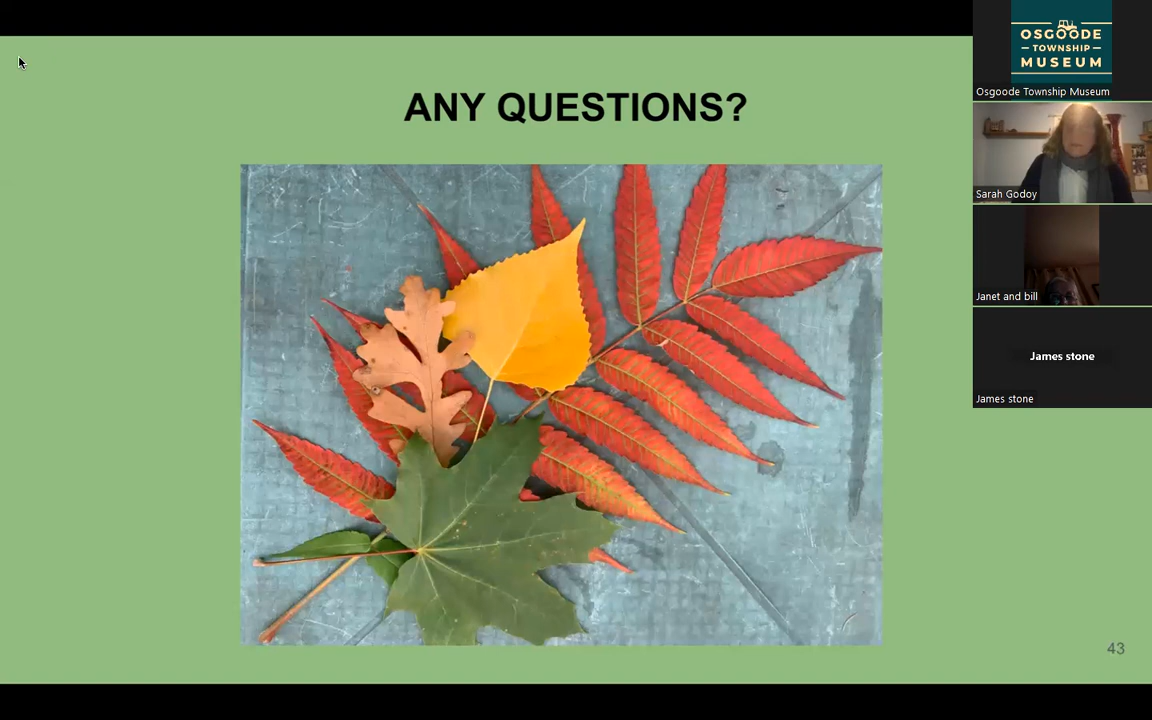 ANY QUESTIONS?
43
OSGOODE
TOWNSHIP
MUSEUM
Osgoode Township Museum
Sarah Godoy
Janet and bill
James stone
James stone